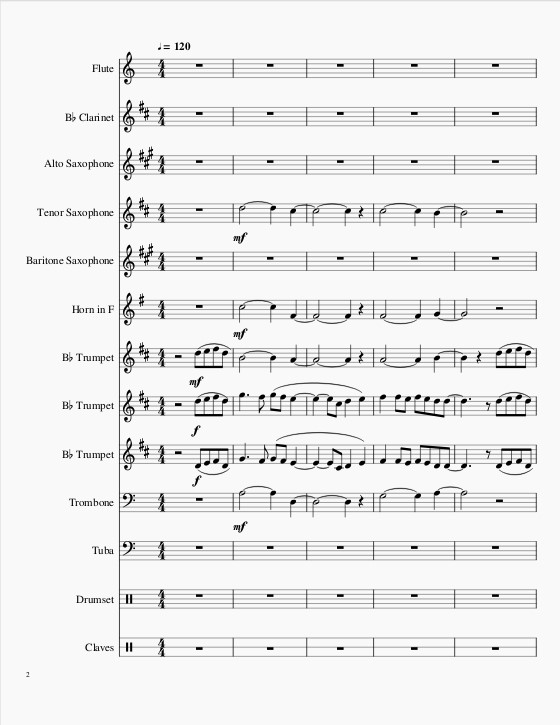 ♩ = 120
Flute
B♭ Clarinet
Alto Saxophone
Tenor Saxophone
mf
Baritone Saxophone
Horn in F
mf
B♭ Trumpet
mf
B♭ Trumpet
f
B♭ Trumpet
f
Trombone
mf
Tuba
Drumset
Claves
2